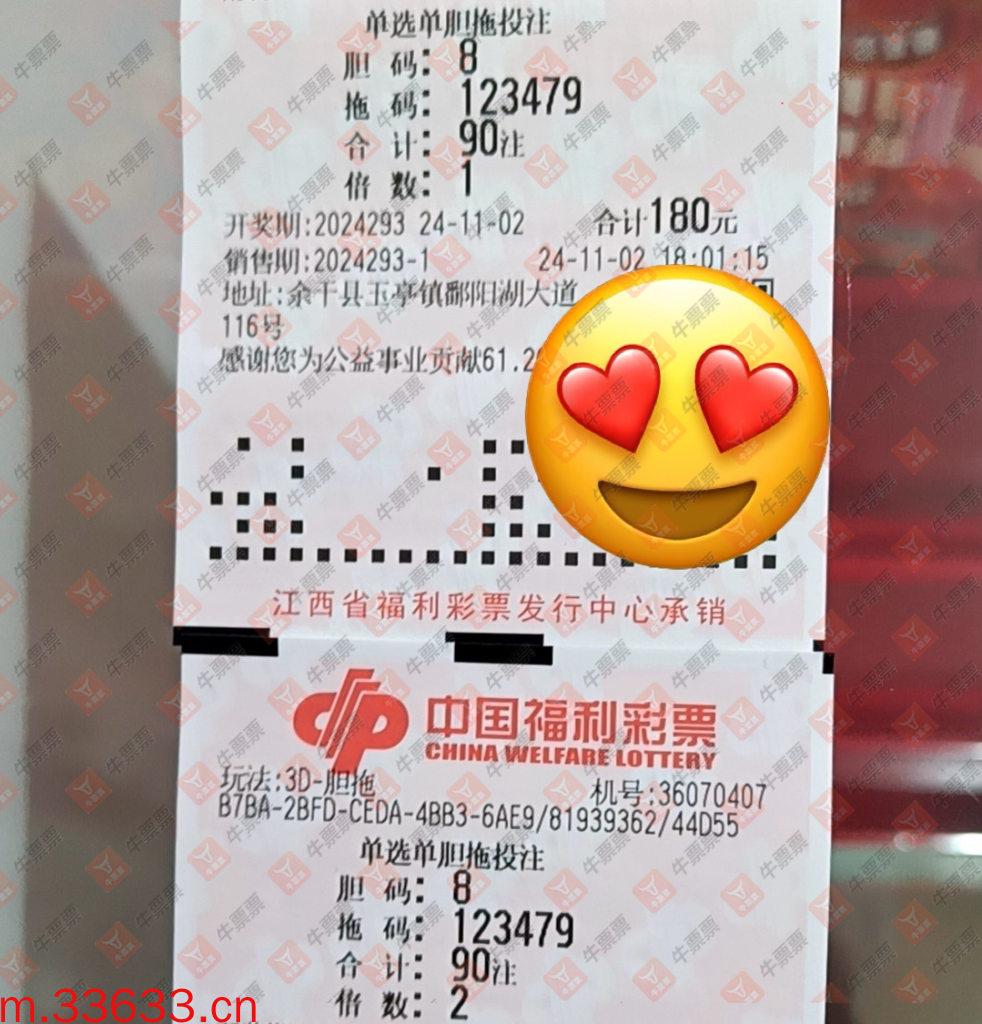 单选单胆拖投注
胆 码: 8
拖 码: 123479
合 计: 90注
倍 数: 1
开奖期:2024293 24-11-02 合计180元
销售期:2024293-1 24-11-02 18:01:15
地址:余干县玉亭镇鄱阳湖大道
116号
感谢您为公益事业贡献61.2
江西省福利彩票发行中心承销
中国福利彩票
CHINA WELFARE LOTTERY
玩法:3D-胆拖 机号:36070407
B7BA-2BFD-CEDA-4BB3-6AE9/81939362/44D55
单选单胆拖投注
胆 码: 8
拖 码: 123479
合 计: 90注
倍 数: 2
m.33633.cn
牛票票